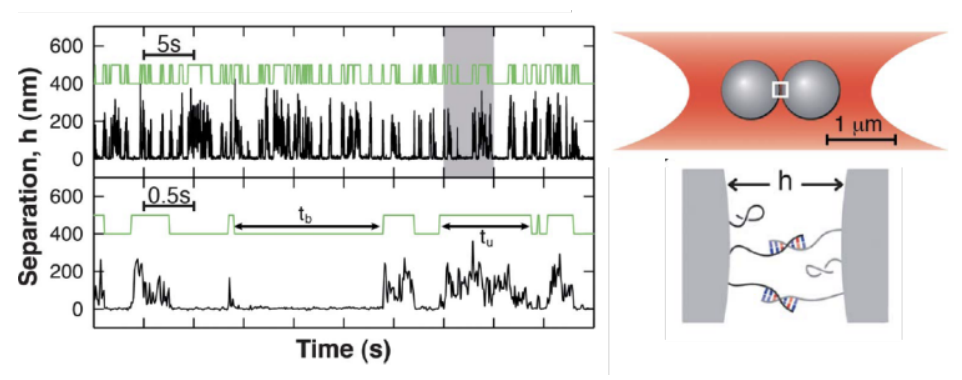 Separation, h (nm)
600
400
200
0
5s
600
400
200
0
0.5s
t_b
t_u
Time (s)
1 μm
h